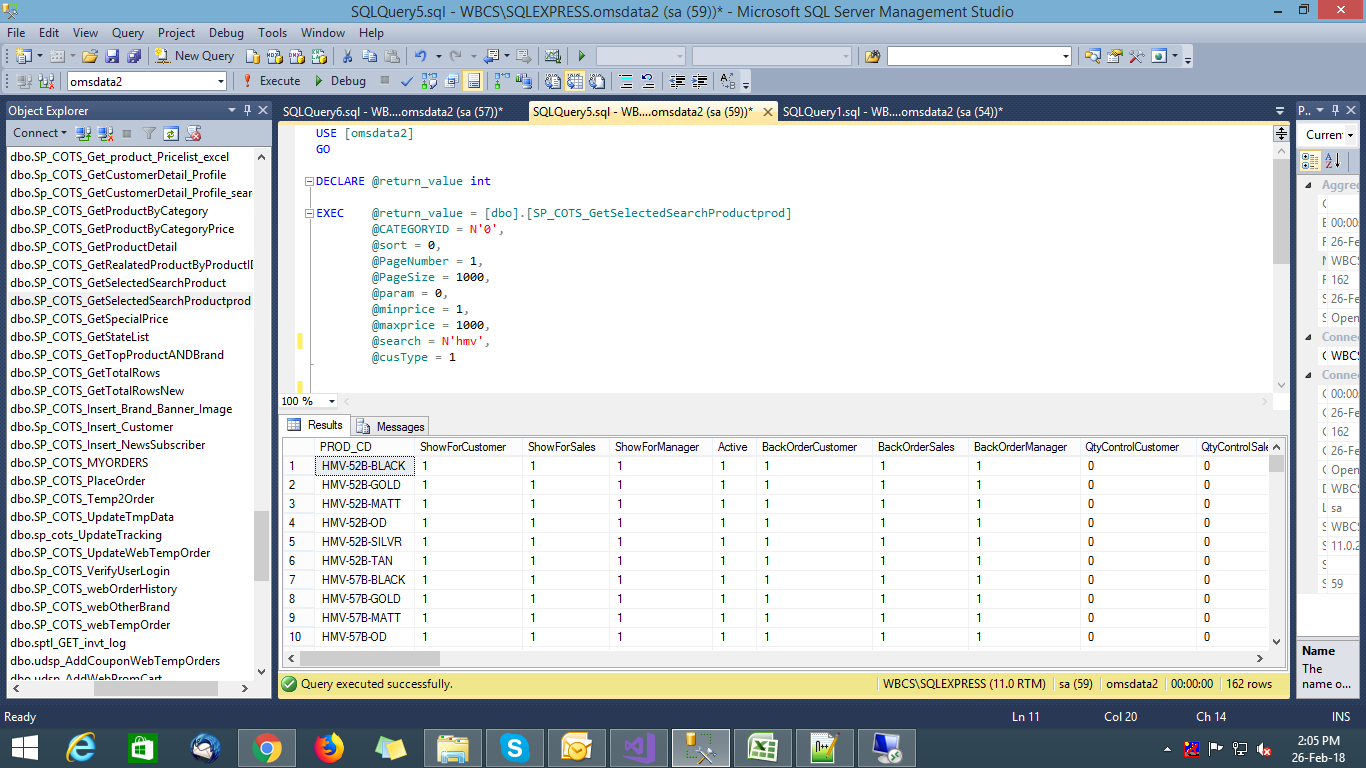 SQLQuery5.sql - WBCS\SQLEXPRESS.omsdata2 (sa (59))* - Microsoft SQL Server Management Studio
File Edit View Query Project Debug Tools Window Help
New Query
omsdata2 Execute Debug
Object Explorer
Connect
dbo.SP_COTS_Get_product_Pricelist_excel
dbo.SP_COTS_GetCustomerDetail_Profile
dbo.SP_COTS_GetCustomerDetail_Profile_sear
dbo.SP_COTS_GetProductByCategory
dbo.SP_COTS_GetProductByCategoryPrice
dbo.SP_COTS_GetProductDetail
dbo.SP_COTS_GetRealatedProductByProductID
dbo.SP_COTS_GetSelectedSearchProduct
dbo.SP_COTS_GetSelectedSearchProductprod
dbo.SP_COTS_GetSpecialPrice
dbo.SP_COTS_GetStateList
dbo.SP_COTS_GetTopProductANDBrand
dbo.SP_COTS_GetTotalRows
dbo.SP_COTS_GetTotalRowsNew
dbo.SP_COTS_Insert_Brand_Banner_Image
dbo.SP_COTS_Insert_Customer
dbo.SP_COTS_Insert_NewsSubscriber
dbo.SP_COTS_MYORDERS
dbo.SP_COTS_PlaceOrder
dbo.SP_COTS_Temp2Order
dbo.SP_COTS_UpdateTmpData
dbo.sp_cots_UpdateTracking
dbo.SP_COTS_UpdateWebTempOrder
dbo.Sp_COTS_VerifyUserLogin
dbo.SP_COTS_webOrderHistory
dbo.SP_COTS_webOtherBrand
dbo.SP_COTS_webTempOrder
dbo.sptl_GET_invt_log
dbo.udsp_AddCouponWebTempOrders
dbo.udsp_AddWebPromCart
SQLQuery6.sql - WB....omsdata2 (sa (57))* SQLQuery5.sql - WB....omsdata2 (sa (59))* SQLQuery1.sql - WB....omsdata2 (sa (54))*
USE [omsdata2]
GO
DECLARE @return_value int
EXEC @return_value = [dbo].[SP_COTS_GetSelectedSearchProductprod]
@CATEGORYID = N'0',
@sort = 0,
@PageNumber = 1,
@PageSize = 1000,
@param = 0,
@minprice = 1,
@maxprice = 1000,
@search = N'hmv',
@cusType = 1
100 %
Results Messages
PROD_CD ShowForCustomer ShowForSales ShowForManager Active BackOrderCustomer BackOrderSales BackOrderManager QtyControlCustomer QtyControlSale
1 HMV-52B-BLACK 1 1 1 1 1 1 1 0 0
2 HMV-52B-GOLD 1 1 1 1 1 1 1 0 0
3 HMV-52B-MATT 1 1 1 1 1 1 1 0 0
4 HMV-52B-OD 1 1 1 1 1 1 1 0 0
5 HMV-52B-SILVR 1 1 1 1 1 1 1 0 0
6 HMV-52B-TAN 1 1 1 1 1 1 1 0 0
7 HMV-57B-BLACK 1 1 1 1 1 1 1 0 0
8 HMV-57B-GOLD 1 1 1 1 1 1 1 0 0
9 HMV-57B-MATT 1 1 1 1 1 1 1 0 0
10 HMV-57B-OD 1 1 1 1 1 1 1 0 0
Query executed successfully. WBCS\SQLEXPRESS (11.0 RTM) sa (59) omsdata2 00:00:00 162 rows
P..
Curren
Aggre
00:00
26-Fe
WBC
162
26-Fe
Open
Conne
WBCS
Conne
00:00
26-Fe
162
26-Fe
Open
WBCS
sa
WBCS
11.0.2
59
Name
The
name o...
Ready Ln 11 Col 20 Ch 14 INS
2:05 PM
26-Feb-18